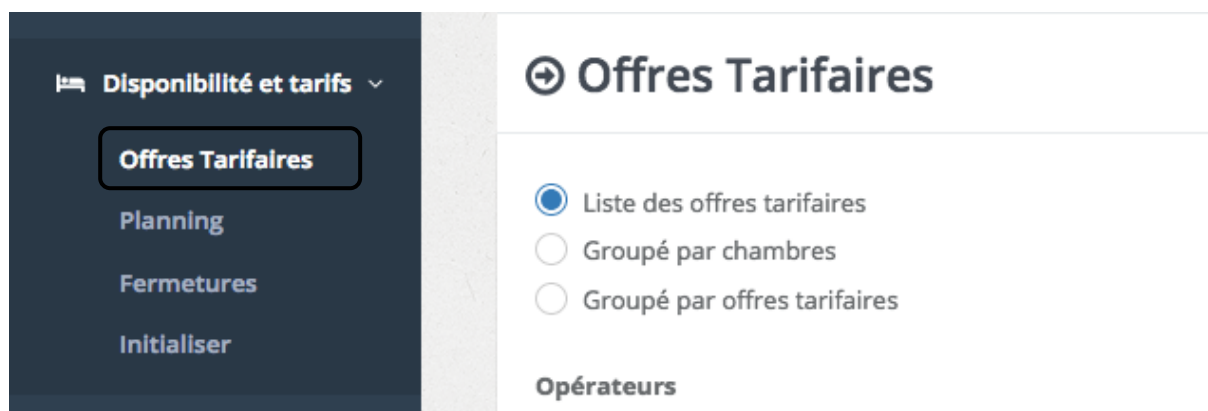 Disponibilité et tarifs
Offres Tarifaires
Planning
Fermetures
Initialiser
Offres Tarifaires
Liste des offres tarifaires
Groupé par chambres
Groupé par offres tarifaires
Opérateurs